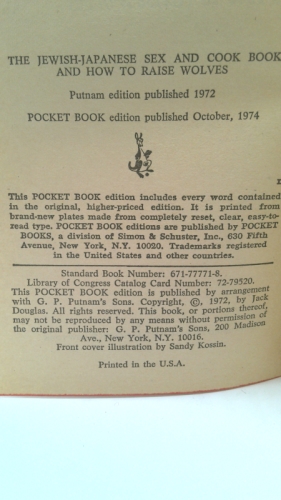 THE JEWISH-JAPANESE SEX AND COOK BOOK
AND HOW TO RAISE WOLVES
Putnam edition published 1972
POCKET BOOK edition published October, 1974
This POCKET BOOK edition includes every word contained
in the original, higher-priced edition. It is printed from
brand-new plates made from completely reset, clear, easy-to-
read type. POCKET BOOK editions are published by POCKET
BOOKS, a division of Simon & Schuster, Inc., 630 Fifth
Avenue, New York, N.Y. 10020. Trademarks registered
in the United States and other countries.
Standard Book Number: 671-77771-8.
Library of Congress Catalog Card Number: 72-79520.
This POCKET BOOK edition is published by arrangement
with G. P. Putnam's Sons. Copyright, ©, 1972, by Jack
Douglas. All rights reserved. This book, or portions thereof,
may not be reproduced by any means without permission of
the original publisher: G. P. Putnam's Sons, 200 Madison
Ave., New York, N.Y. 10016.
Front cover illustration by Sandy Kossin.
Printed in the U.S.A.